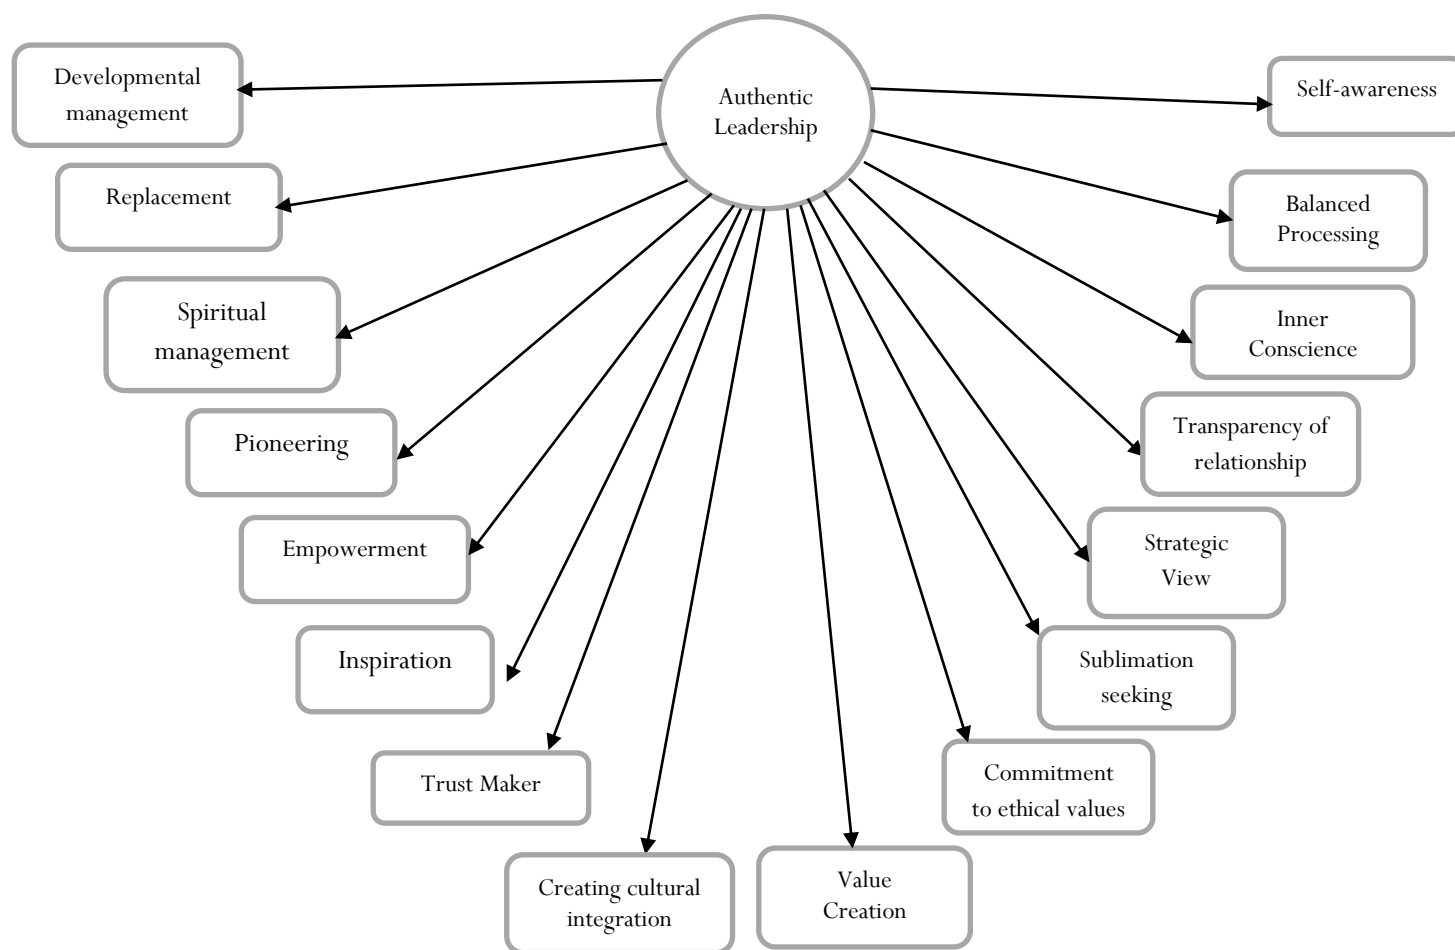 Authentic
Leadership
Developmental
management
Self-awareness
Replacement
Balanced
Processing
Spiritual
management
Inner
Conscience
Pioneering
Transparency of
relationship
Empowerment
Strategic
View
Inspiration
Sublimation
seeking
Trust Maker
Commitment
to ethical values
Creating cultural
integration
Value
Creation